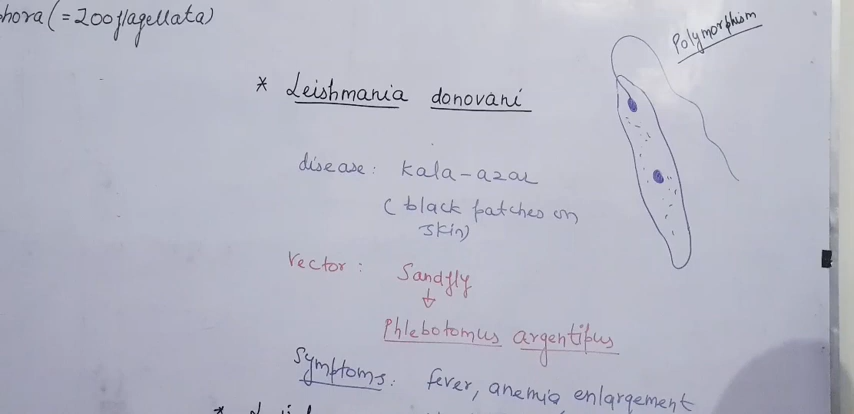 phora (= Zooflagellata)
Polymorphism
* Leishmania donovani
disease: kala-azar
( black patches on
skin)
Vector: Sandfly
↓
Phlebotomus argentipus
Symptoms: fever, anemia enlargement
*